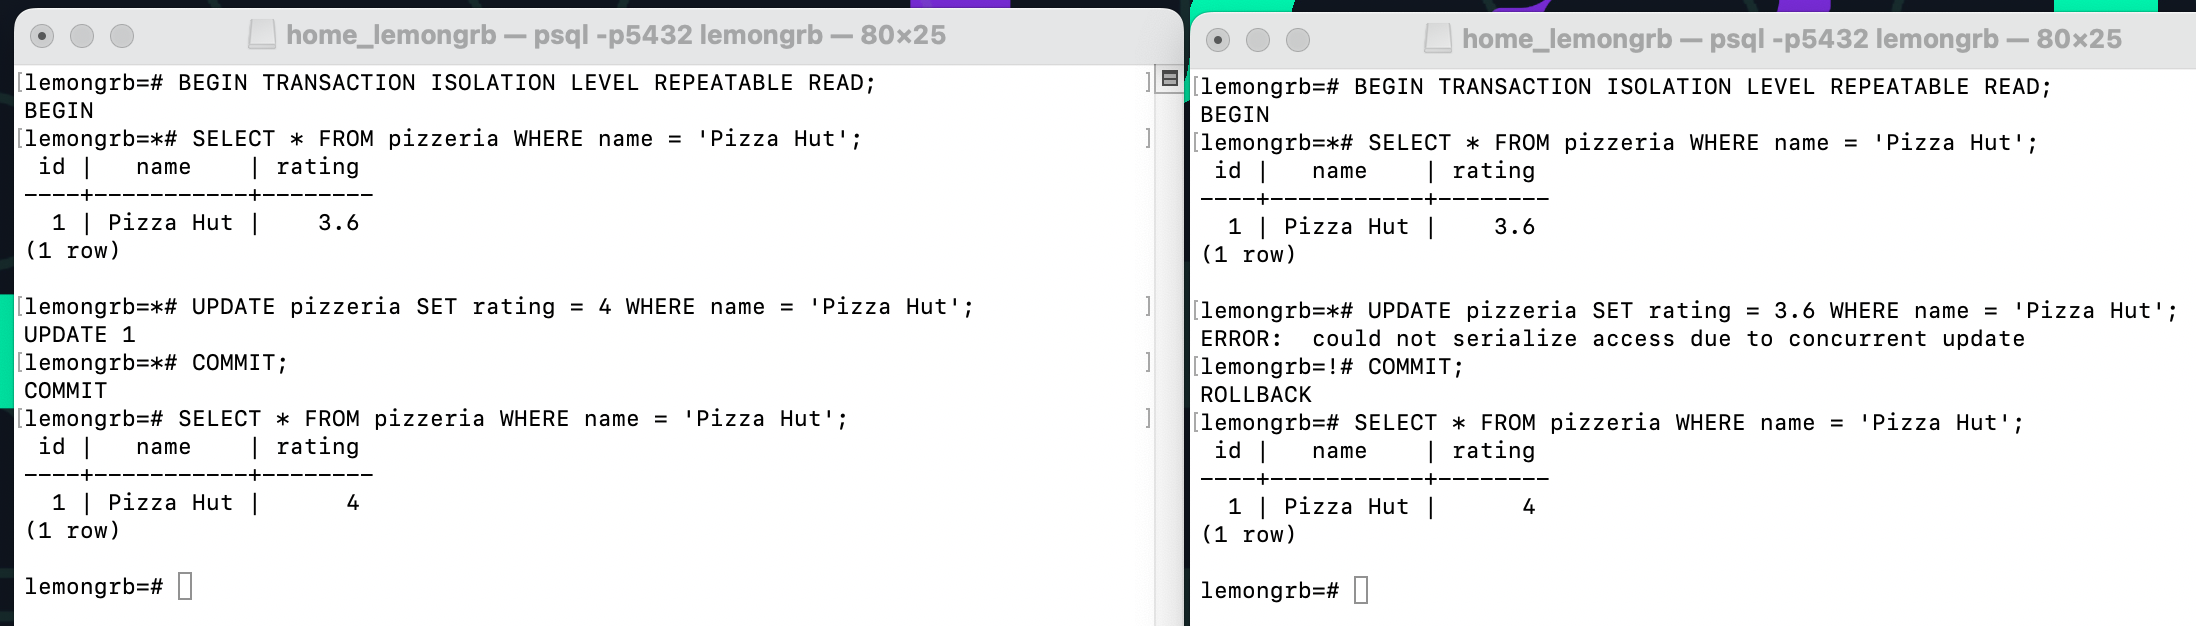 home_lemongrb — psql -p5432 lemongrb — 80×25
[lemongrb=# BEGIN TRANSACTION ISOLATION LEVEL REPEATABLE READ; ]
BEGIN
[lemongrb=*# SELECT * FROM pizzeria WHERE name = 'Pizza Hut'; ]
 id |   name    | rating
----+-----------+--------
  1 | Pizza Hut |    3.6
(1 row)

[lemongrb=*# UPDATE pizzeria SET rating = 4 WHERE name = 'Pizza Hut'; ]
UPDATE 1
[lemongrb=*# COMMIT; ]
COMMIT
[lemongrb=# SELECT * FROM pizzeria WHERE name = 'Pizza Hut'; ]
 id |   name    | rating
----+-----------+--------
  1 | Pizza Hut |      4
(1 row)

lemongrb=#
home_lemongrb — psql -p5432 lemongrb — 80×25
[lemongrb=# BEGIN TRANSACTION ISOLATION LEVEL REPEATABLE READ;
BEGIN
[lemongrb=*# SELECT * FROM pizzeria WHERE name = 'Pizza Hut';
 id |   name    | rating
----+-----------+--------
  1 | Pizza Hut |    3.6
(1 row)

[lemongrb=*# UPDATE pizzeria SET rating = 3.6 WHERE name = 'Pizza Hut';
ERROR:  could not serialize access due to concurrent update
[lemongrb=!# COMMIT;
ROLLBACK
[lemongrb=# SELECT * FROM pizzeria WHERE name = 'Pizza Hut';
 id |   name    | rating
----+-----------+--------
  1 | Pizza Hut |      4
(1 row)

lemongrb=#